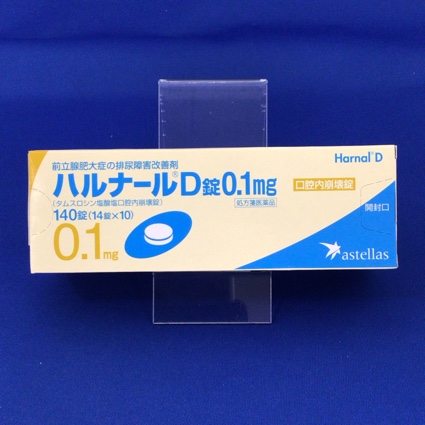 Harnal® D
前立腺肥大症の排尿障害改善剤
ハルナール®D錠0.1mg
(タムスロシン塩酸塩口腔内崩壊錠)
処方箋医薬品
口腔内崩壊錠
140錠(14錠×10)
開封口
0.1mg
astellas